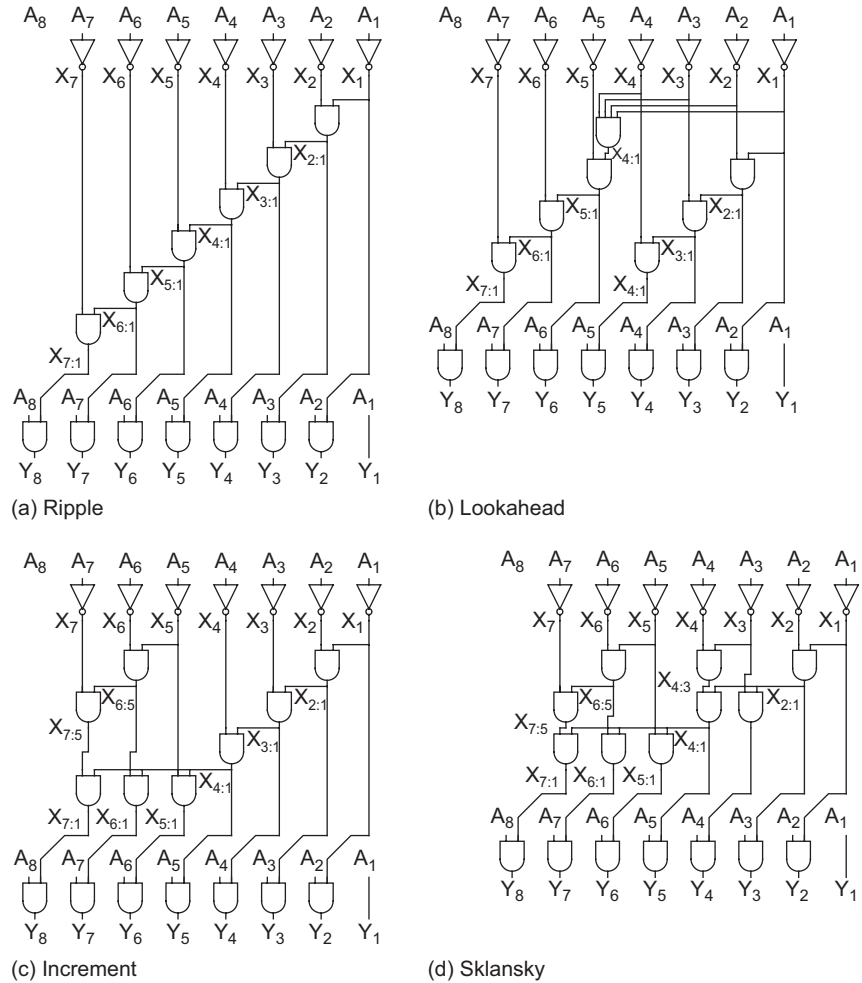 A8 A7 A6 A5 A4 A3 A2 A1
X7 X6 X5 X4 X3 X2 X1
X2:1
X3:1
X4:1
X5:1
X6:1
X7:1
A8 A7 A6 A5 A4 A3 A2 A1
Y8 Y7 Y6 Y5 Y4 Y3 Y2 Y1
(a) Ripple
A8 A7 A6 A5 A4 A3 A2 A1
X7 X6 X5 X4 X3 X2 X1
X4:1
X5:1 X2:1
X6:1 X3:1
X7:1 X4:1
A8 A7 A6 A5 A4 A3 A2 A1
Y8 Y7 Y6 Y5 Y4 Y3 Y2 Y1
(b) Lookahead
A8 A7 A6 A5 A4 A3 A2 A1
X7 X6 X5 X4 X3 X2 X1
X6:5 X2:1
X7:5 X3:1
X4:1
X7:1 X6:1 X5:1
A8 A7 A6 A5 A4 A3 A2 A1
Y8 Y7 Y6 Y5 Y4 Y3 Y2 Y1
(c) Increment
A8 A7 A6 A5 A4 A3 A2 A1
X7 X6 X5 X4 X3 X2 X1
X4:3
X6:5 X2:1
X7:5 X4:1
X7:1 X6:1 X5:1
A8 A7 A6 A5 A4 A3 A2 A1
Y8 Y7 Y6 Y5 Y4 Y3 Y2 Y1
(d) Sklansky